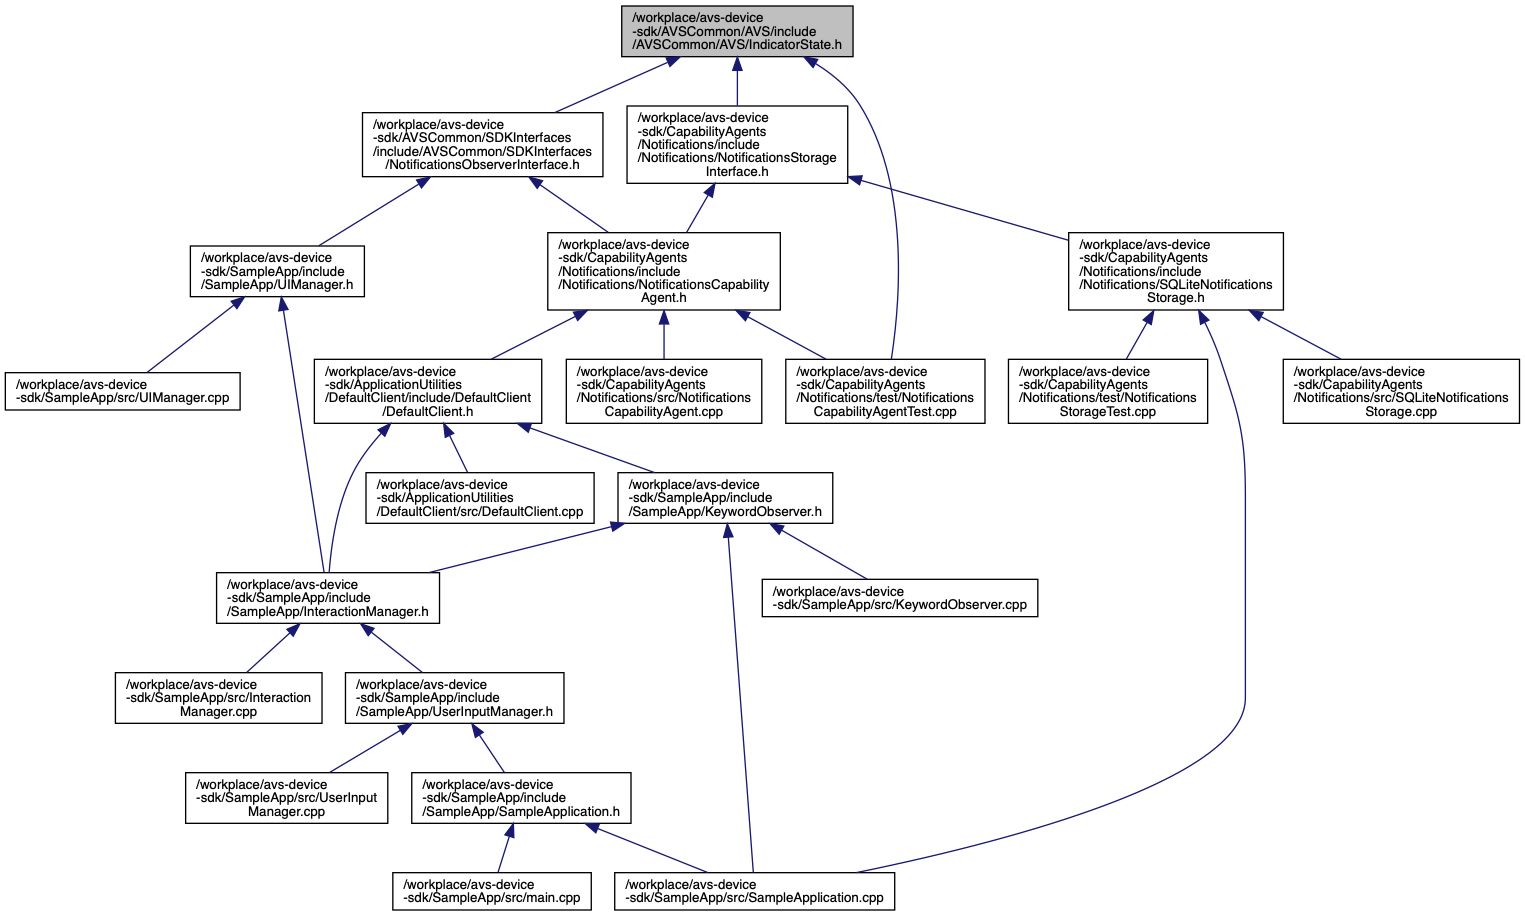 /workplace/avs-device
-sdk/AVSCommon/AVS/include
/AVSCommon/AVS/IndicatorState.h
/workplace/avs-device
-sdk/AVSCommon/SDKInterfaces
/include/AVSCommon/SDKInterfaces
/NotificationsObserverInterface.h
/workplace/avs-device
-sdk/CapabilityAgents
/Notifications/include
/Notifications/NotificationsStorage
Interface.h
/workplace/avs-device
-sdk/SampleApp/include
/SampleApp/UIManager.h
/workplace/avs-device
-sdk/CapabilityAgents
/Notifications/include
/Notifications/NotificationsCapability
Agent.h
/workplace/avs-device
-sdk/CapabilityAgents
/Notifications/include
/Notifications/SQLiteNotifications
Storage.h
/workplace/avs-device
-sdk/SampleApp/src/UIManager.cpp
/workplace/avs-device
-sdk/ApplicationUtilities
/DefaultClient/include/DefaultClient
/DefaultClient.h
/workplace/avs-device
-sdk/CapabilityAgents
/Notifications/src/Notifications
CapabilityAgent.cpp
/workplace/avs-device
-sdk/CapabilityAgents
/Notifications/test/Notifications
CapabilityAgentTest.cpp
/workplace/avs-device
-sdk/CapabilityAgents
/Notifications/test/Notifications
StorageTest.cpp
/workplace/avs-device
-sdk/CapabilityAgents
/Notifications/src/SQLiteNotifications
Storage.cpp
/workplace/avs-device
-sdk/ApplicationUtilities
/DefaultClient/src/DefaultClient.cpp
/workplace/avs-device
-sdk/SampleApp/include
/SampleApp/KeywordObserver.h
/workplace/avs-device
-sdk/SampleApp/include
/SampleApp/InteractionManager.h
/workplace/avs-device
-sdk/SampleApp/src/KeywordObserver.cpp
/workplace/avs-device
-sdk/SampleApp/src/Interaction
Manager.cpp
/workplace/avs-device
-sdk/SampleApp/include
/SampleApp/UserInputManager.h
/workplace/avs-device
-sdk/SampleApp/src/UserInput
Manager.cpp
/workplace/avs-device
-sdk/SampleApp/include
/SampleApp/SampleApplication.h
/workplace/avs-device
-sdk/SampleApp/src/main.cpp
/workplace/avs-device
-sdk/SampleApp/src/SampleApplication.cpp